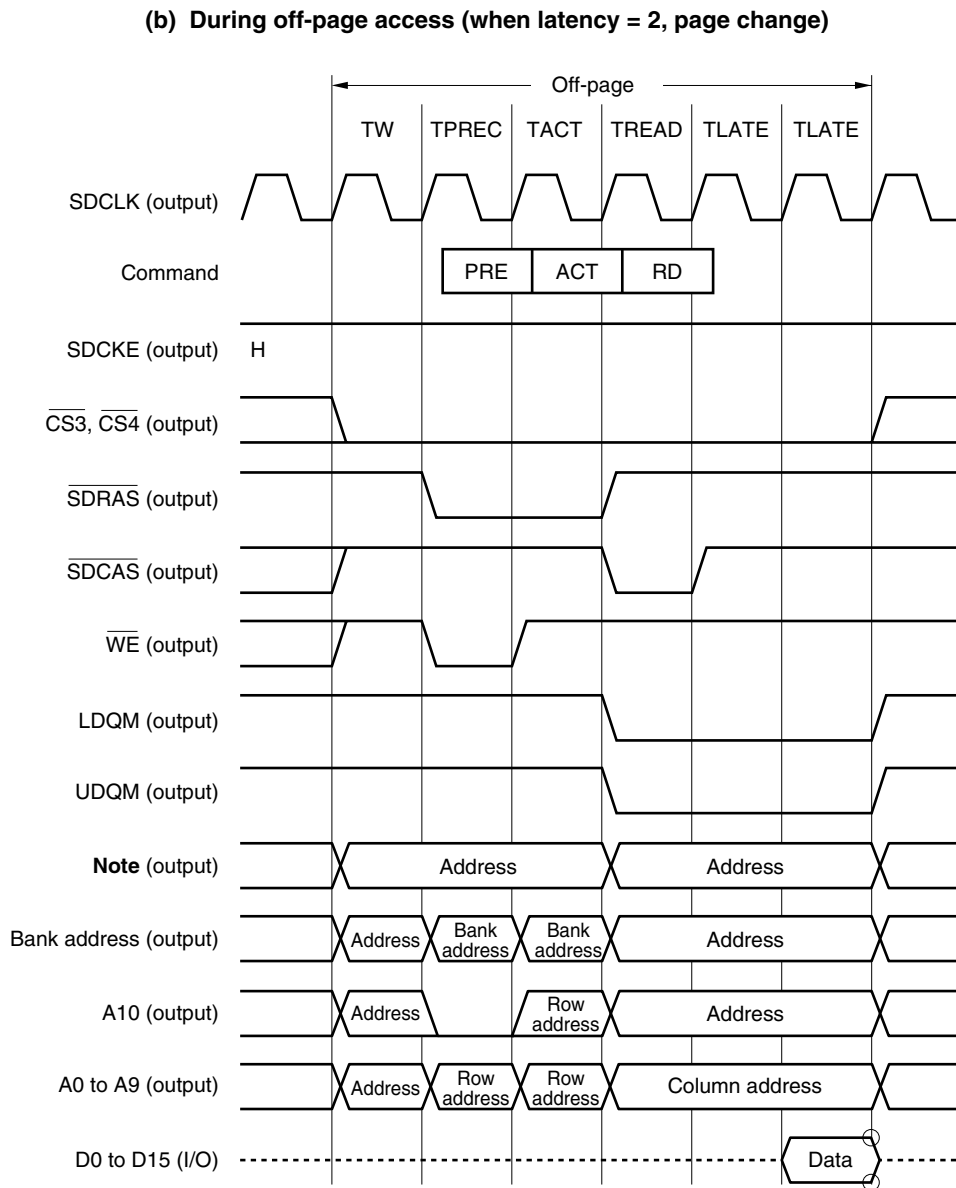 (b) During off-page access (when latency = 2, page change)
Off-page
TW TPREC TACT TREAD TLATE TLATE
SDCLK (output)
Command PRE ACT RD
SDCKE (output) H
CS3, CS4 (output)
SDRAS (output)
SDCAS (output)
WE (output)
LDQM (output)
UDQM (output)
Note (output) Address Address
Bank address (output) Address Bank address Bank address Address
A10 (output) Address Row address Address
A0 to A9 (output) Address Row address Row address Column address
D0 to D15 (I/O) Data